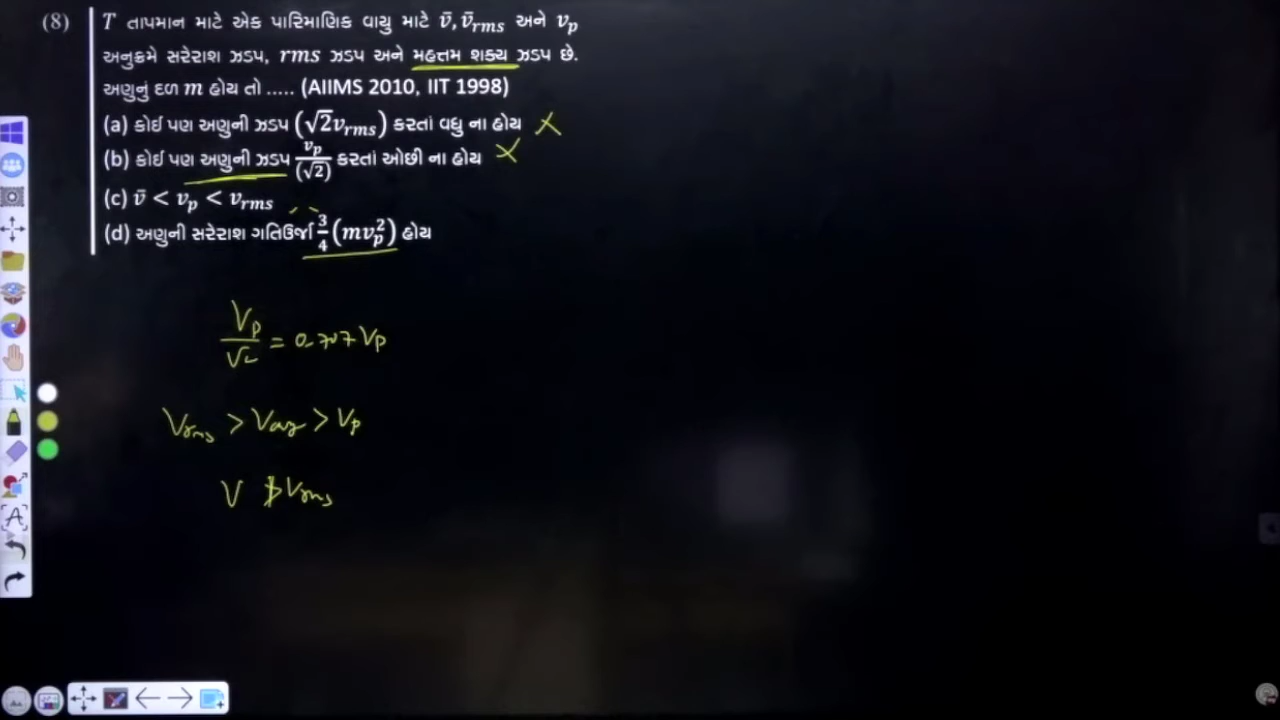 (8) T તાપમાન માટે એક પારિમાણિક વાયુ માટે v̄, v̄rms અને vp
અનુક્રમે સરેરાશ ઝડપ, rms ઝડપ અને મહત્તમ શક્ય ઝડપ છે.
અણુનું દળ m હોય તો ..... (AIIMS 2010, IIT 1998)
(a) કોઈ પણ અણુની ઝડપ (√2vrms) કરતાં વધુ ના હોય ×
(b) કોઈ પણ અણુની ઝડપ vp/(√2) કરતાં ઓછી ના હોય ×
(c) v̄ < vp < vrms
(d) અણુની સરેરાશ ગતિઉર્જા 3/4(mvp²) હોય
Vp/√2 = 0.707 Vp
Vrms > Vav > Vp
V ≯ Vrms
A